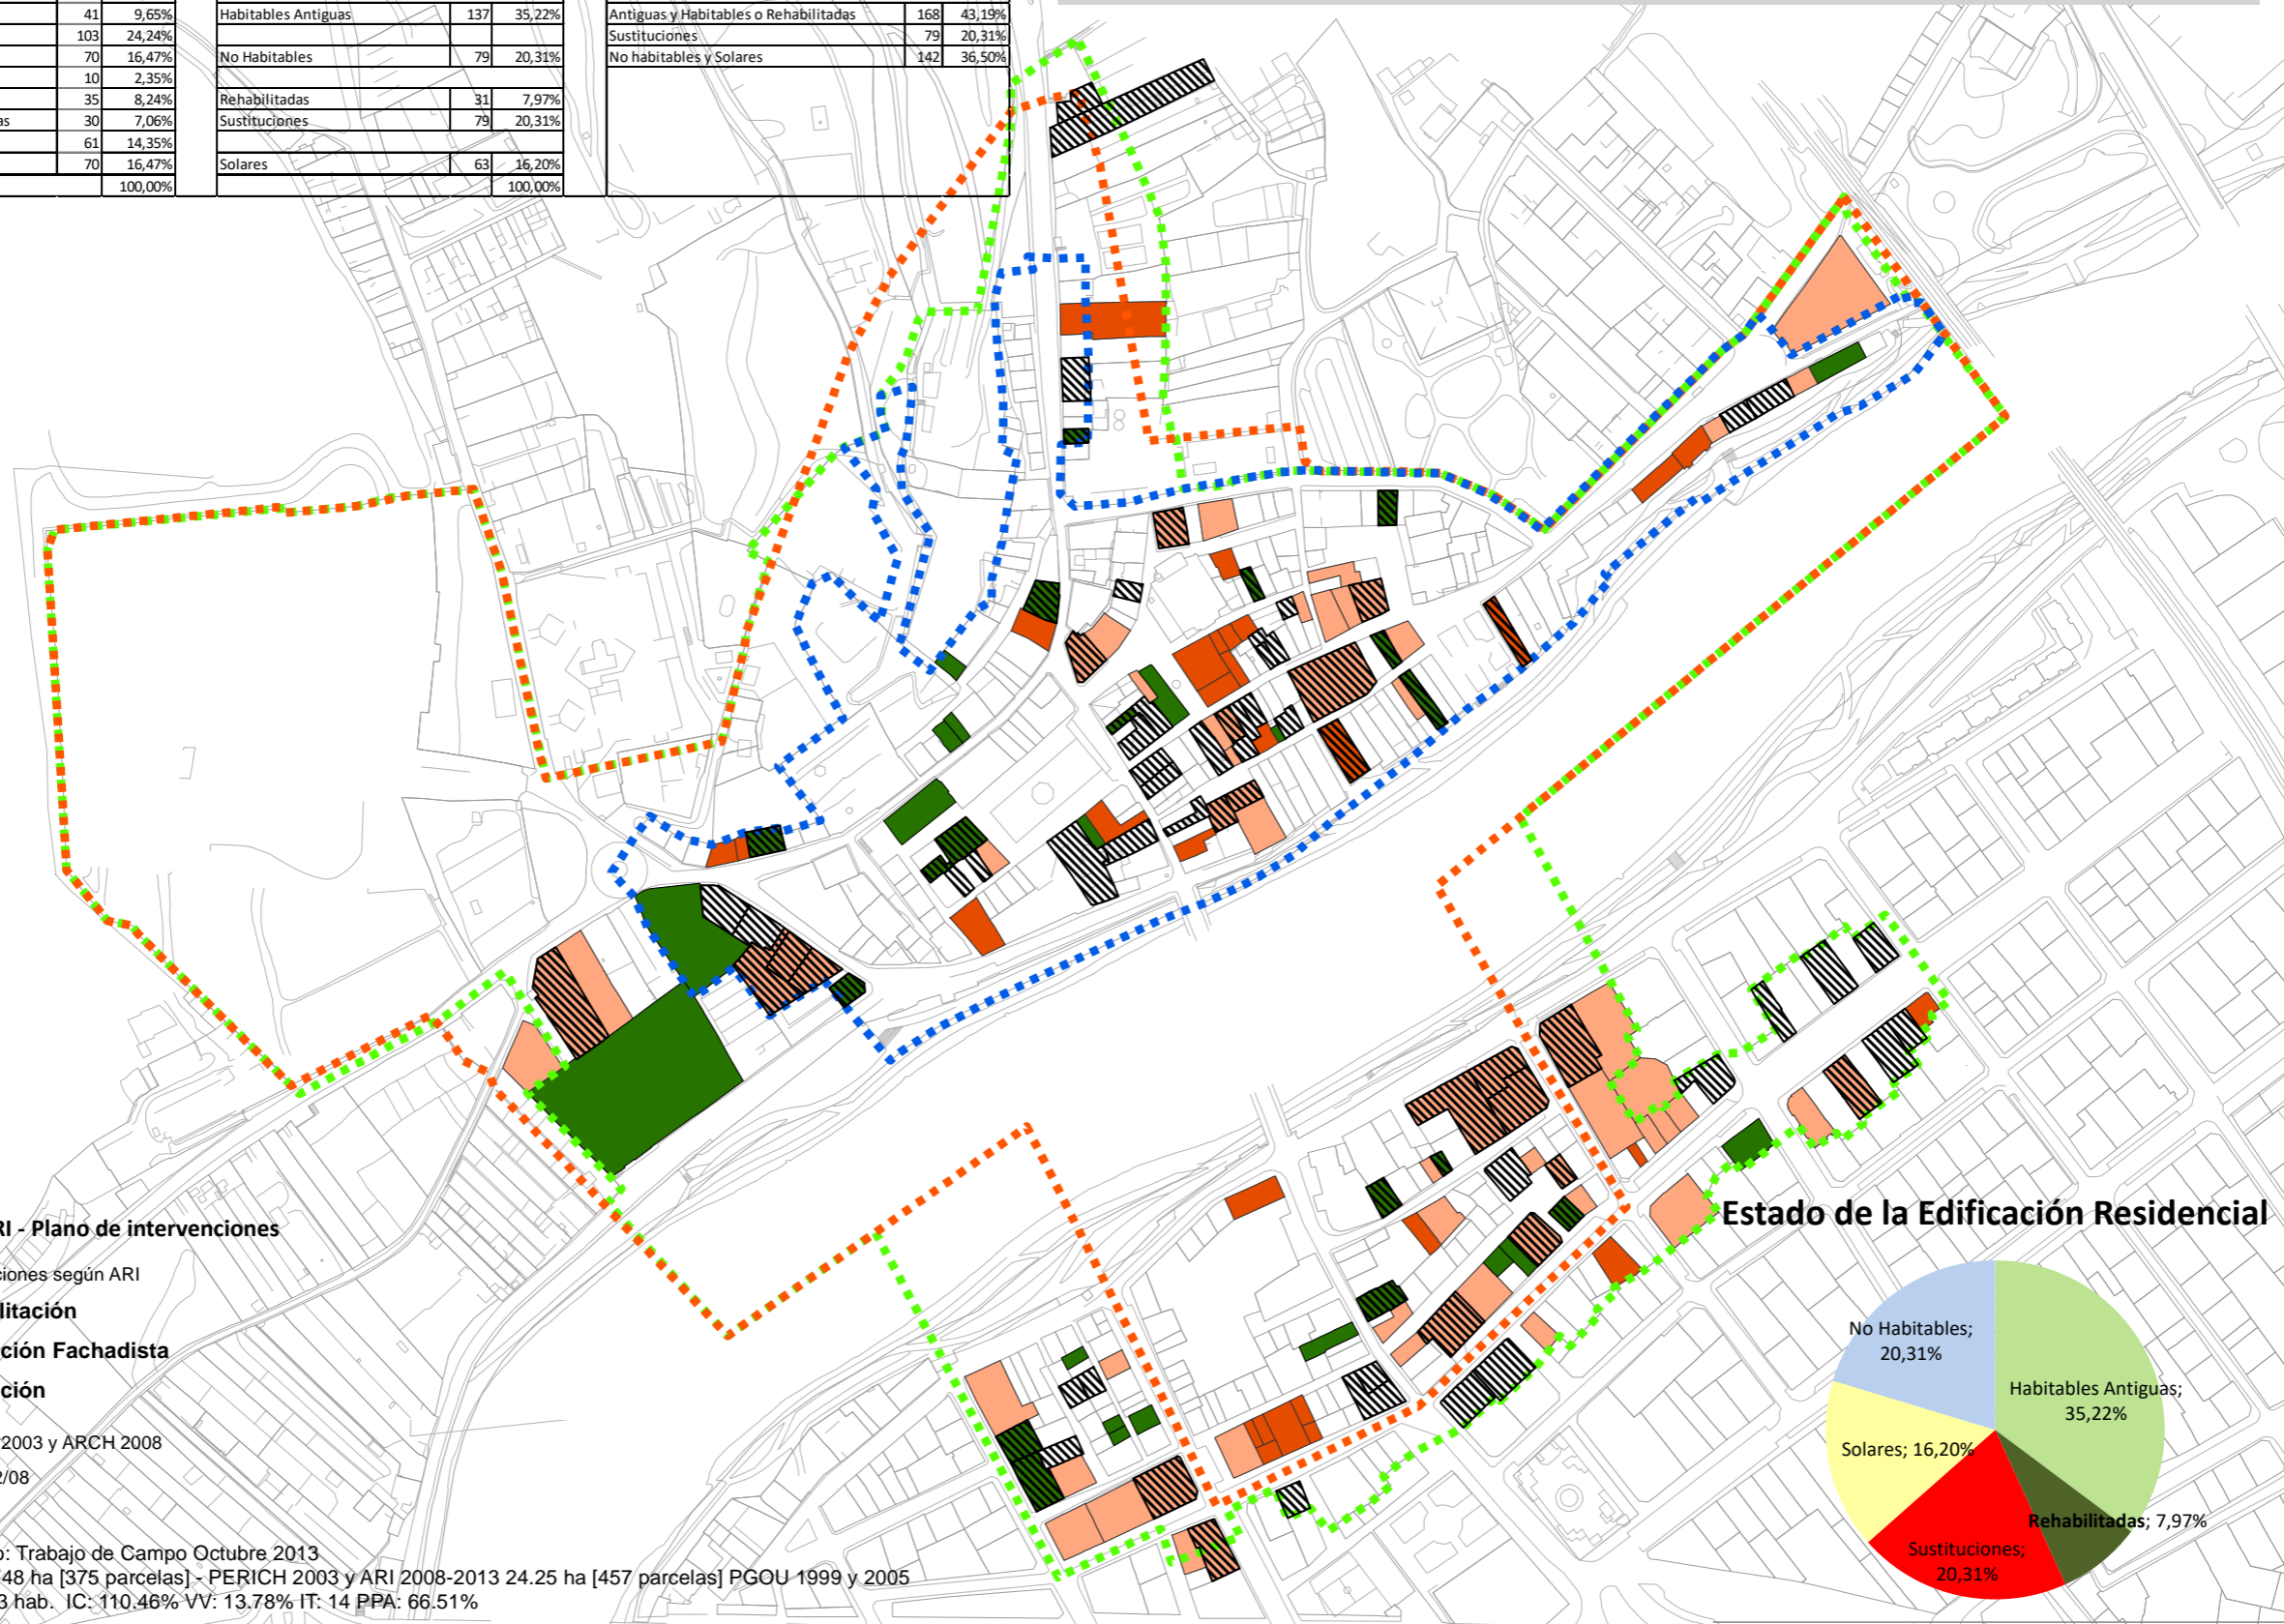 41 9,65% Habitables Antiguas 137 35,22% Antiguas y Habitables o Rehabilitadas 168 43,19%
103 24,24% Sustituciones 79 20,31%
70 16,47% No Habitables 79 20,31% No habitables y Solares 142 36,50%
10 2,35%
35 8,24% Rehabilitadas 31 7,97%
as 30 7,06% Sustituciones 79 20,31%
61 14,35%
70 16,47% Solares 63 16,20%
100,00% 100,00%
RI - Plano de intervenciones
ciones según ARI
litación
ción Fachadista
ción
2003 y ARCH 2008
2/08
o: Trabajo de Campo Octubre 2013
48 ha [375 parcelas] - PERICH 2003 y ARI 2008-2013 24.25 ha [457 parcelas] PGOU 1999 y 2005
3 hab. IC: 110.46% VV: 13.78% IT: 14 PPA: 66.51%
Estado de la Edificación Residencial
No Habitables;
20,31%
Habitables Antiguas;
35,22%
Solares; 16,20%
Rehabilitadas; 7,97%
Sustituciones;
20,31%